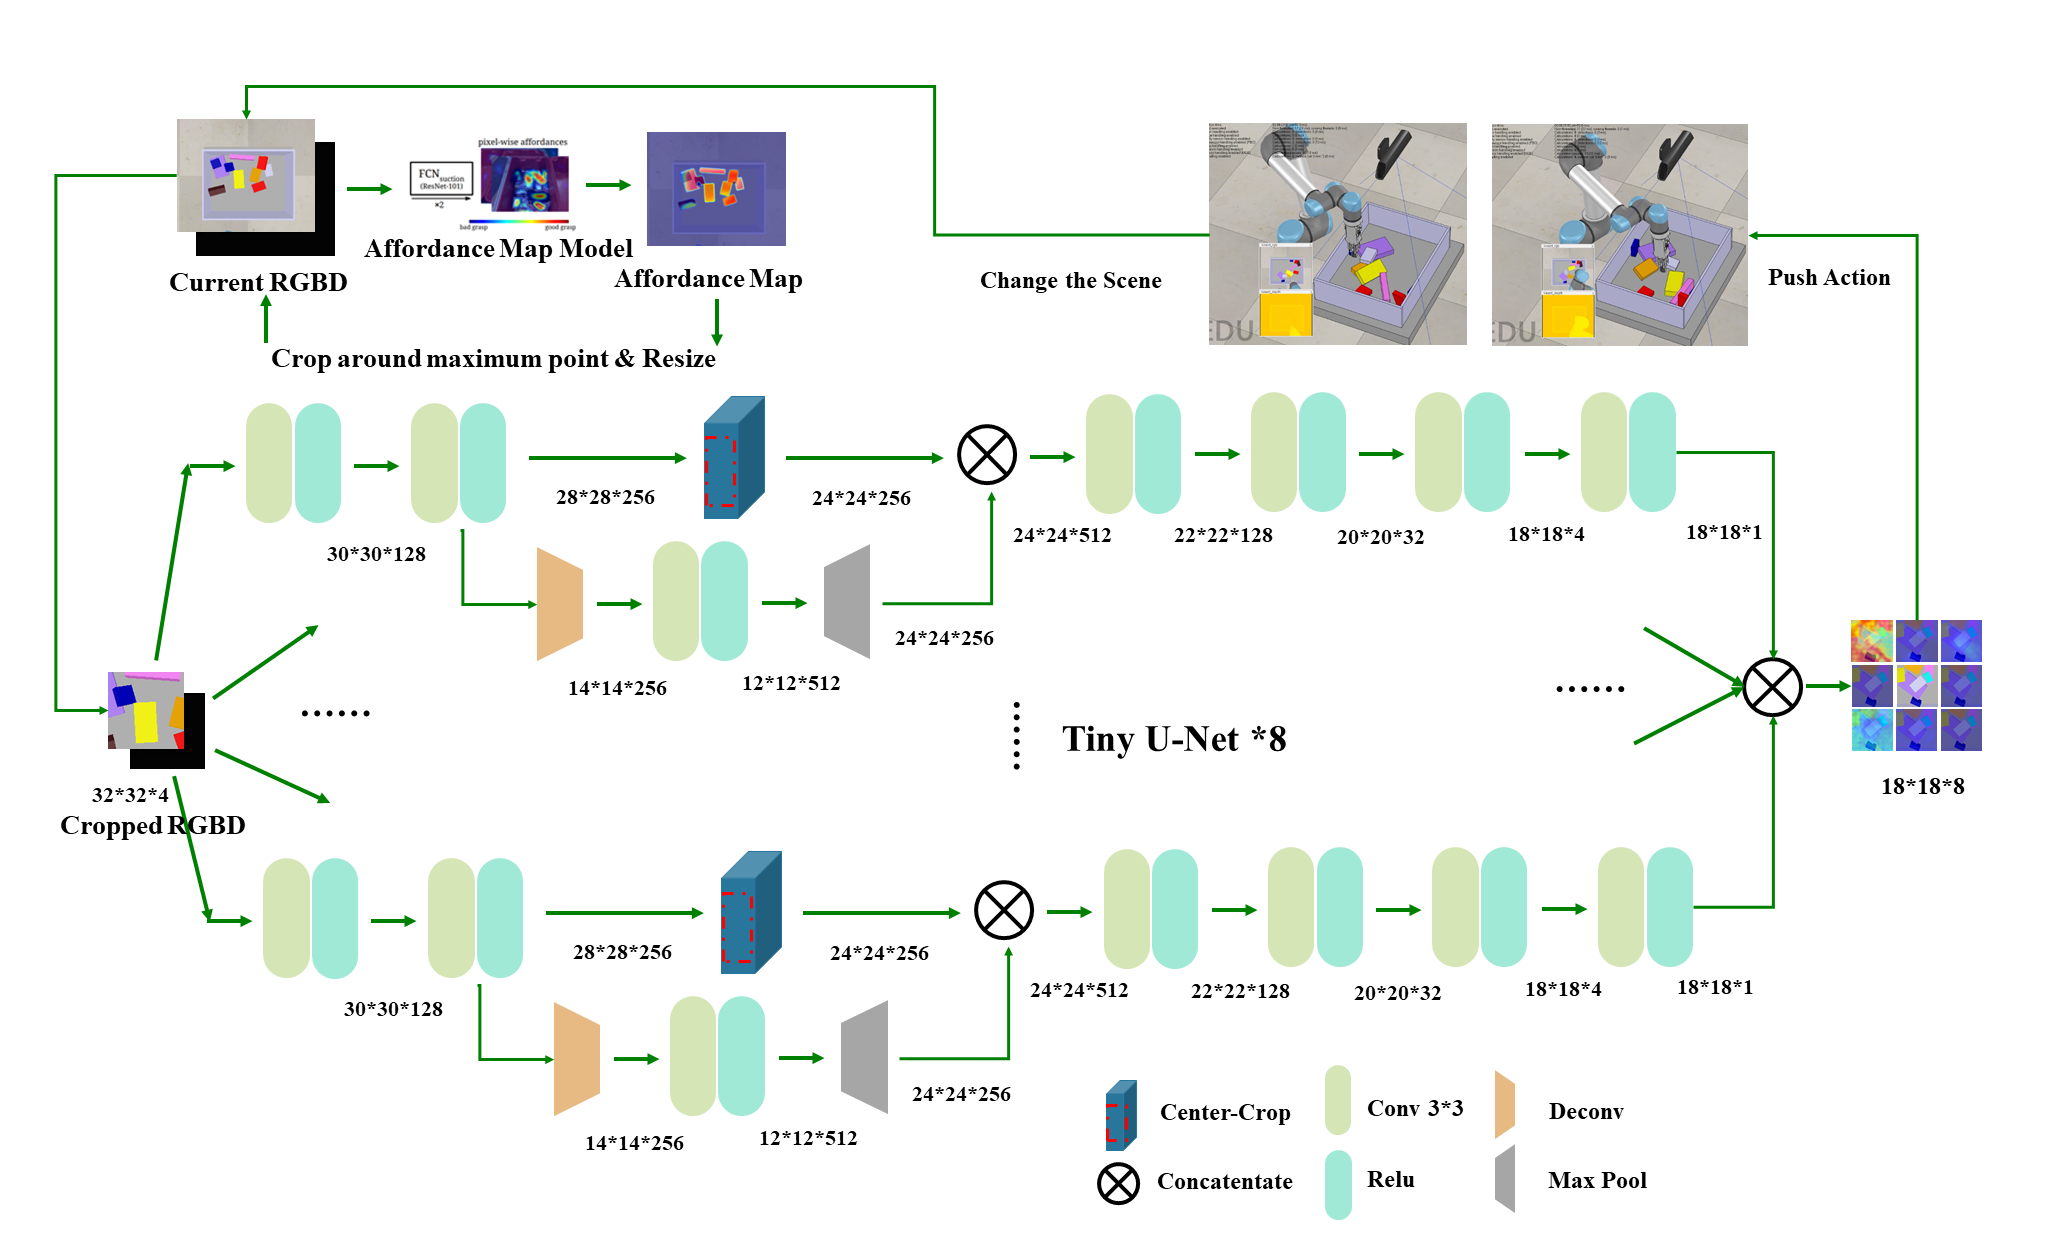 pixel-wise affordances
FCN
suction
(ResNet-101)
×2
bad grasp
good grasp
Affordance Map Model
Current RGBD
Affordance Map
Change the Scene
Push Action
EDU
EDU
Crop around maximum point & Resize
28*28*256
24*24*256
30*30*128
24*24*512
22*22*128
20*20*32
18*18*4
18*18*1
24*24*256
14*14*256
12*12*512
......
......
Tiny U-Net *8
32*32*4
Cropped RGBD
18*18*8
28*28*256
24*24*256
30*30*128
24*24*512
22*22*128
20*20*32
18*18*4
18*18*1
24*24*256
14*14*256
12*12*512
Center-Crop
Conv 3*3
Deconv
Concatentate
Relu
Max Pool